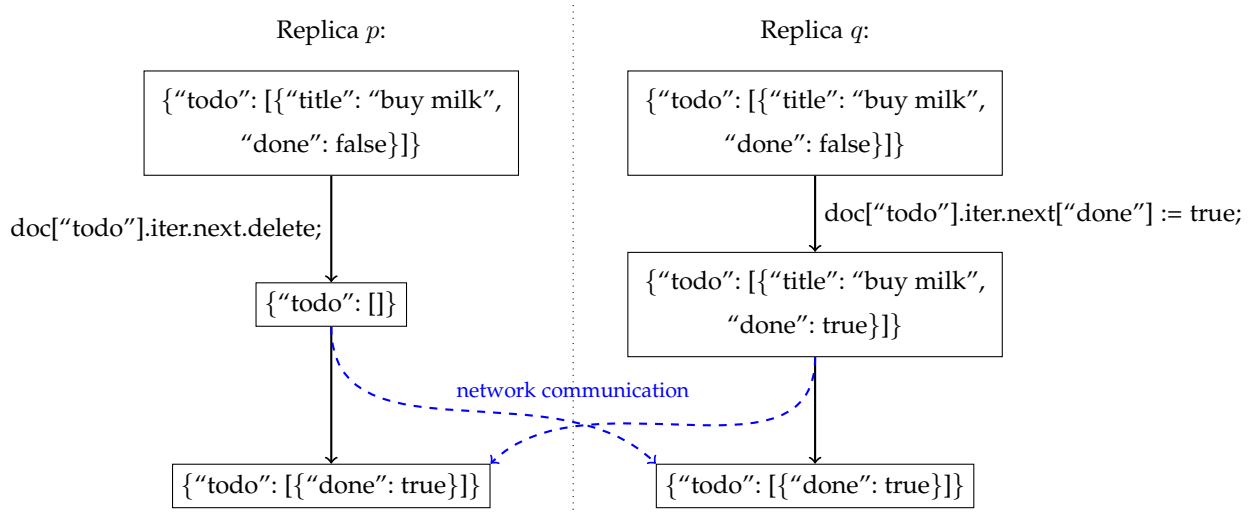 Replica p:
Replica q:
{“todo”: [{“title”: “buy milk”,
“done”: false}]}
{“todo”: [{“title”: “buy milk”,
“done”: false}]}
doc[“todo”].iter.next.delete;
doc[“todo”].iter.next[“done”] := true;
{“todo”: []}
{“todo”: [{“title”: “buy milk”,
“done”: true}]}
network communication
{“todo”: [{“done”: true}]}
{“todo”: [{“done”: true}]}